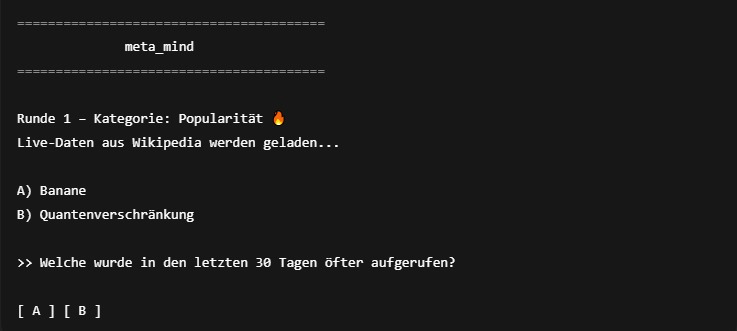 ========================================
meta_mind
========================================
Runde 1 – Kategorie: Popularität 🔥
Live-Daten aus Wikipedia werden geladen...
A) Banane
B) Quantenverschränkung
>> Welche wurde in den letzten 30 Tagen öfter aufgerufen?
[ A ] [ B ]